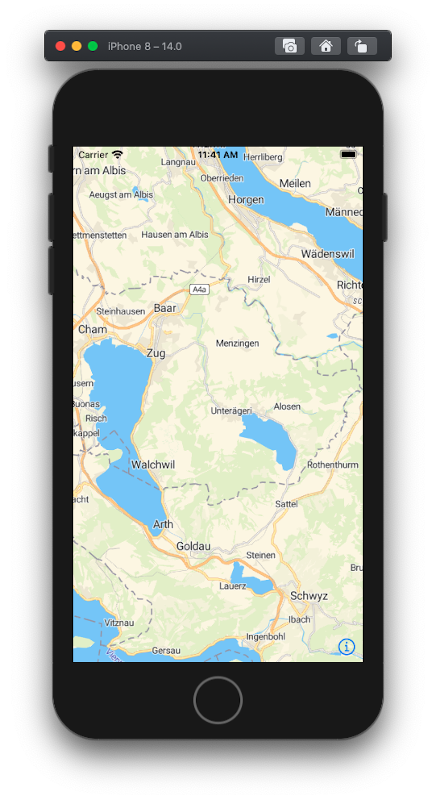 iPhone 8 – 14.0
Carrier
11:41 AM
Langnau
Herrliberg
rn am Albis
Oberrieden
Meilen
Aeugst am Albis
Horgen
Männed
ettmenstetten
Hausen am Albis
Wädenswil
Hirzel
Richte
A4a
Steinhausen
Baar
Cham
Menzingen
Zug
usern
Buonas
Risch
Unterägeri
Alosen
kappel
Walchwil
Rothenthurm
acht
Sattel
Arth
Goldau
Steinen
Lauerz
Bru
Schwyz
Vitznau
Ibach
Ingenbohl
Gersau